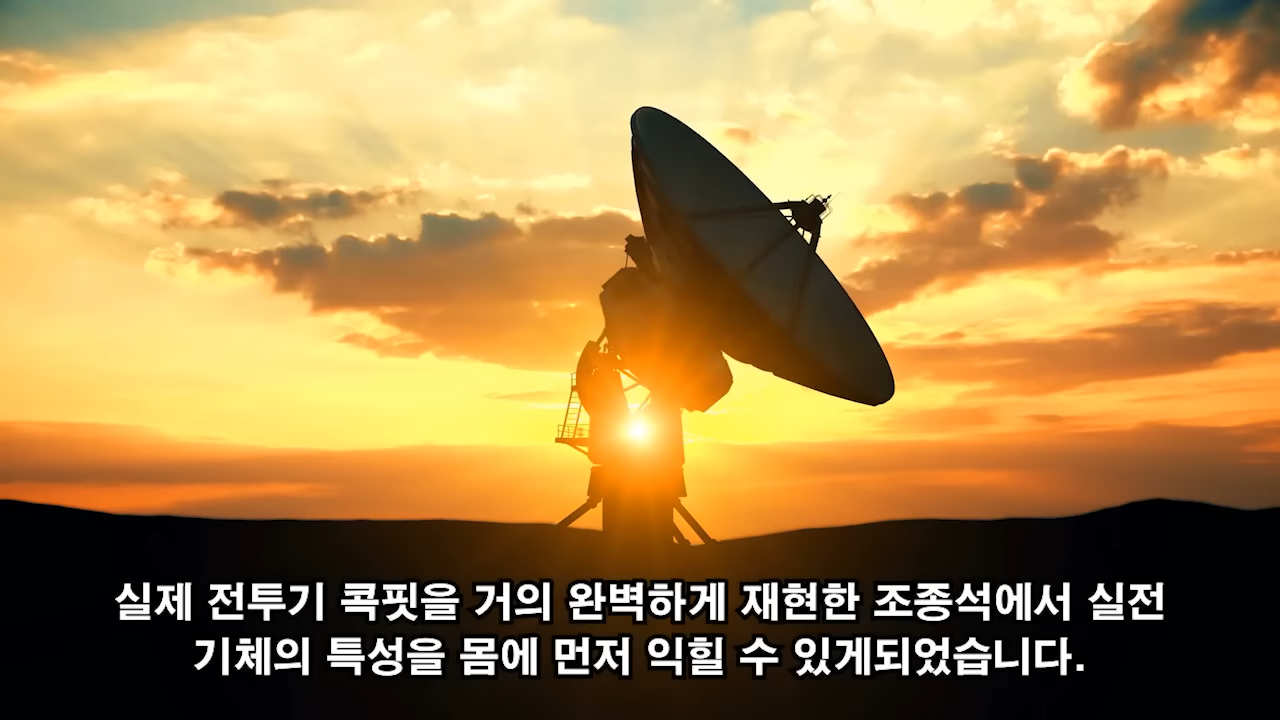 실제 전투기 콕핏을 거의 완벽하게 재현한 조종석에서 실전
기체의 특성을 몸에 먼저 익힐 수 있게되었습니다.